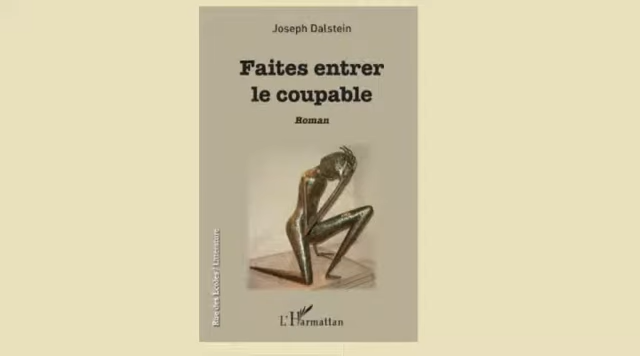 Joseph Dalstein
Faites entrer
le coupable
Roman
Rue des Écoles / Littérature
L'Harmattan